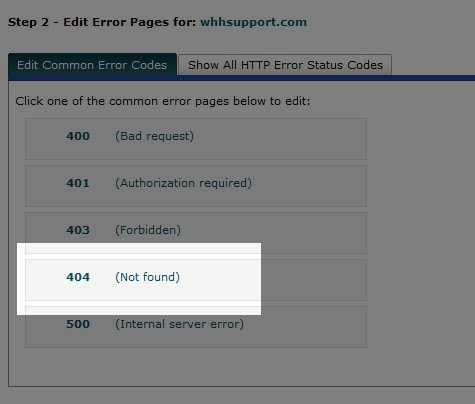 Step 2 - Edit Error Pages for: whhsupport.com
Edit Common Error Codes Show All HTTP Error Status Codes
Click one of the common error pages below to edit:
400 (Bad request)
401 (Authorization required)
403 (Forbidden)
404 (Not found)
500 (Internal server error)